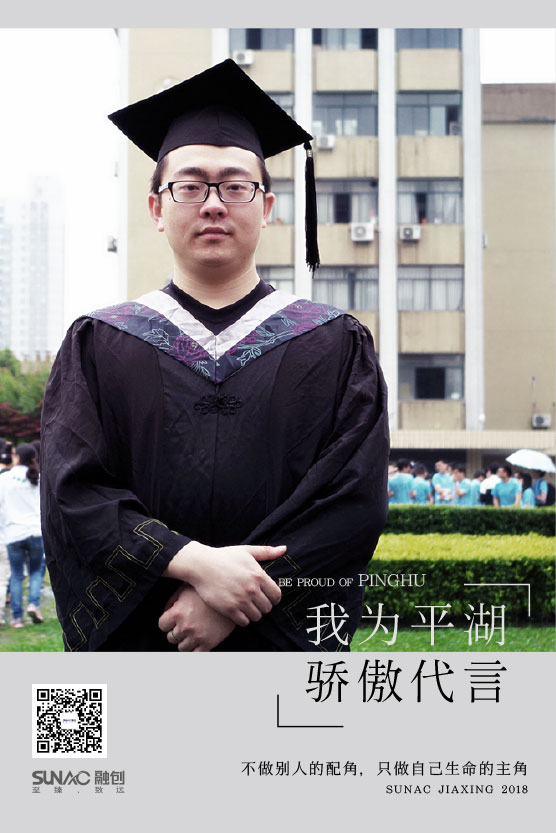 BE PROUD OF PINGHU
我为平湖
骄傲代言
不做别人的配角，只做自己生命的主角
SUNAC JIAXING 2018
SUNAC 融创
至臻，致远